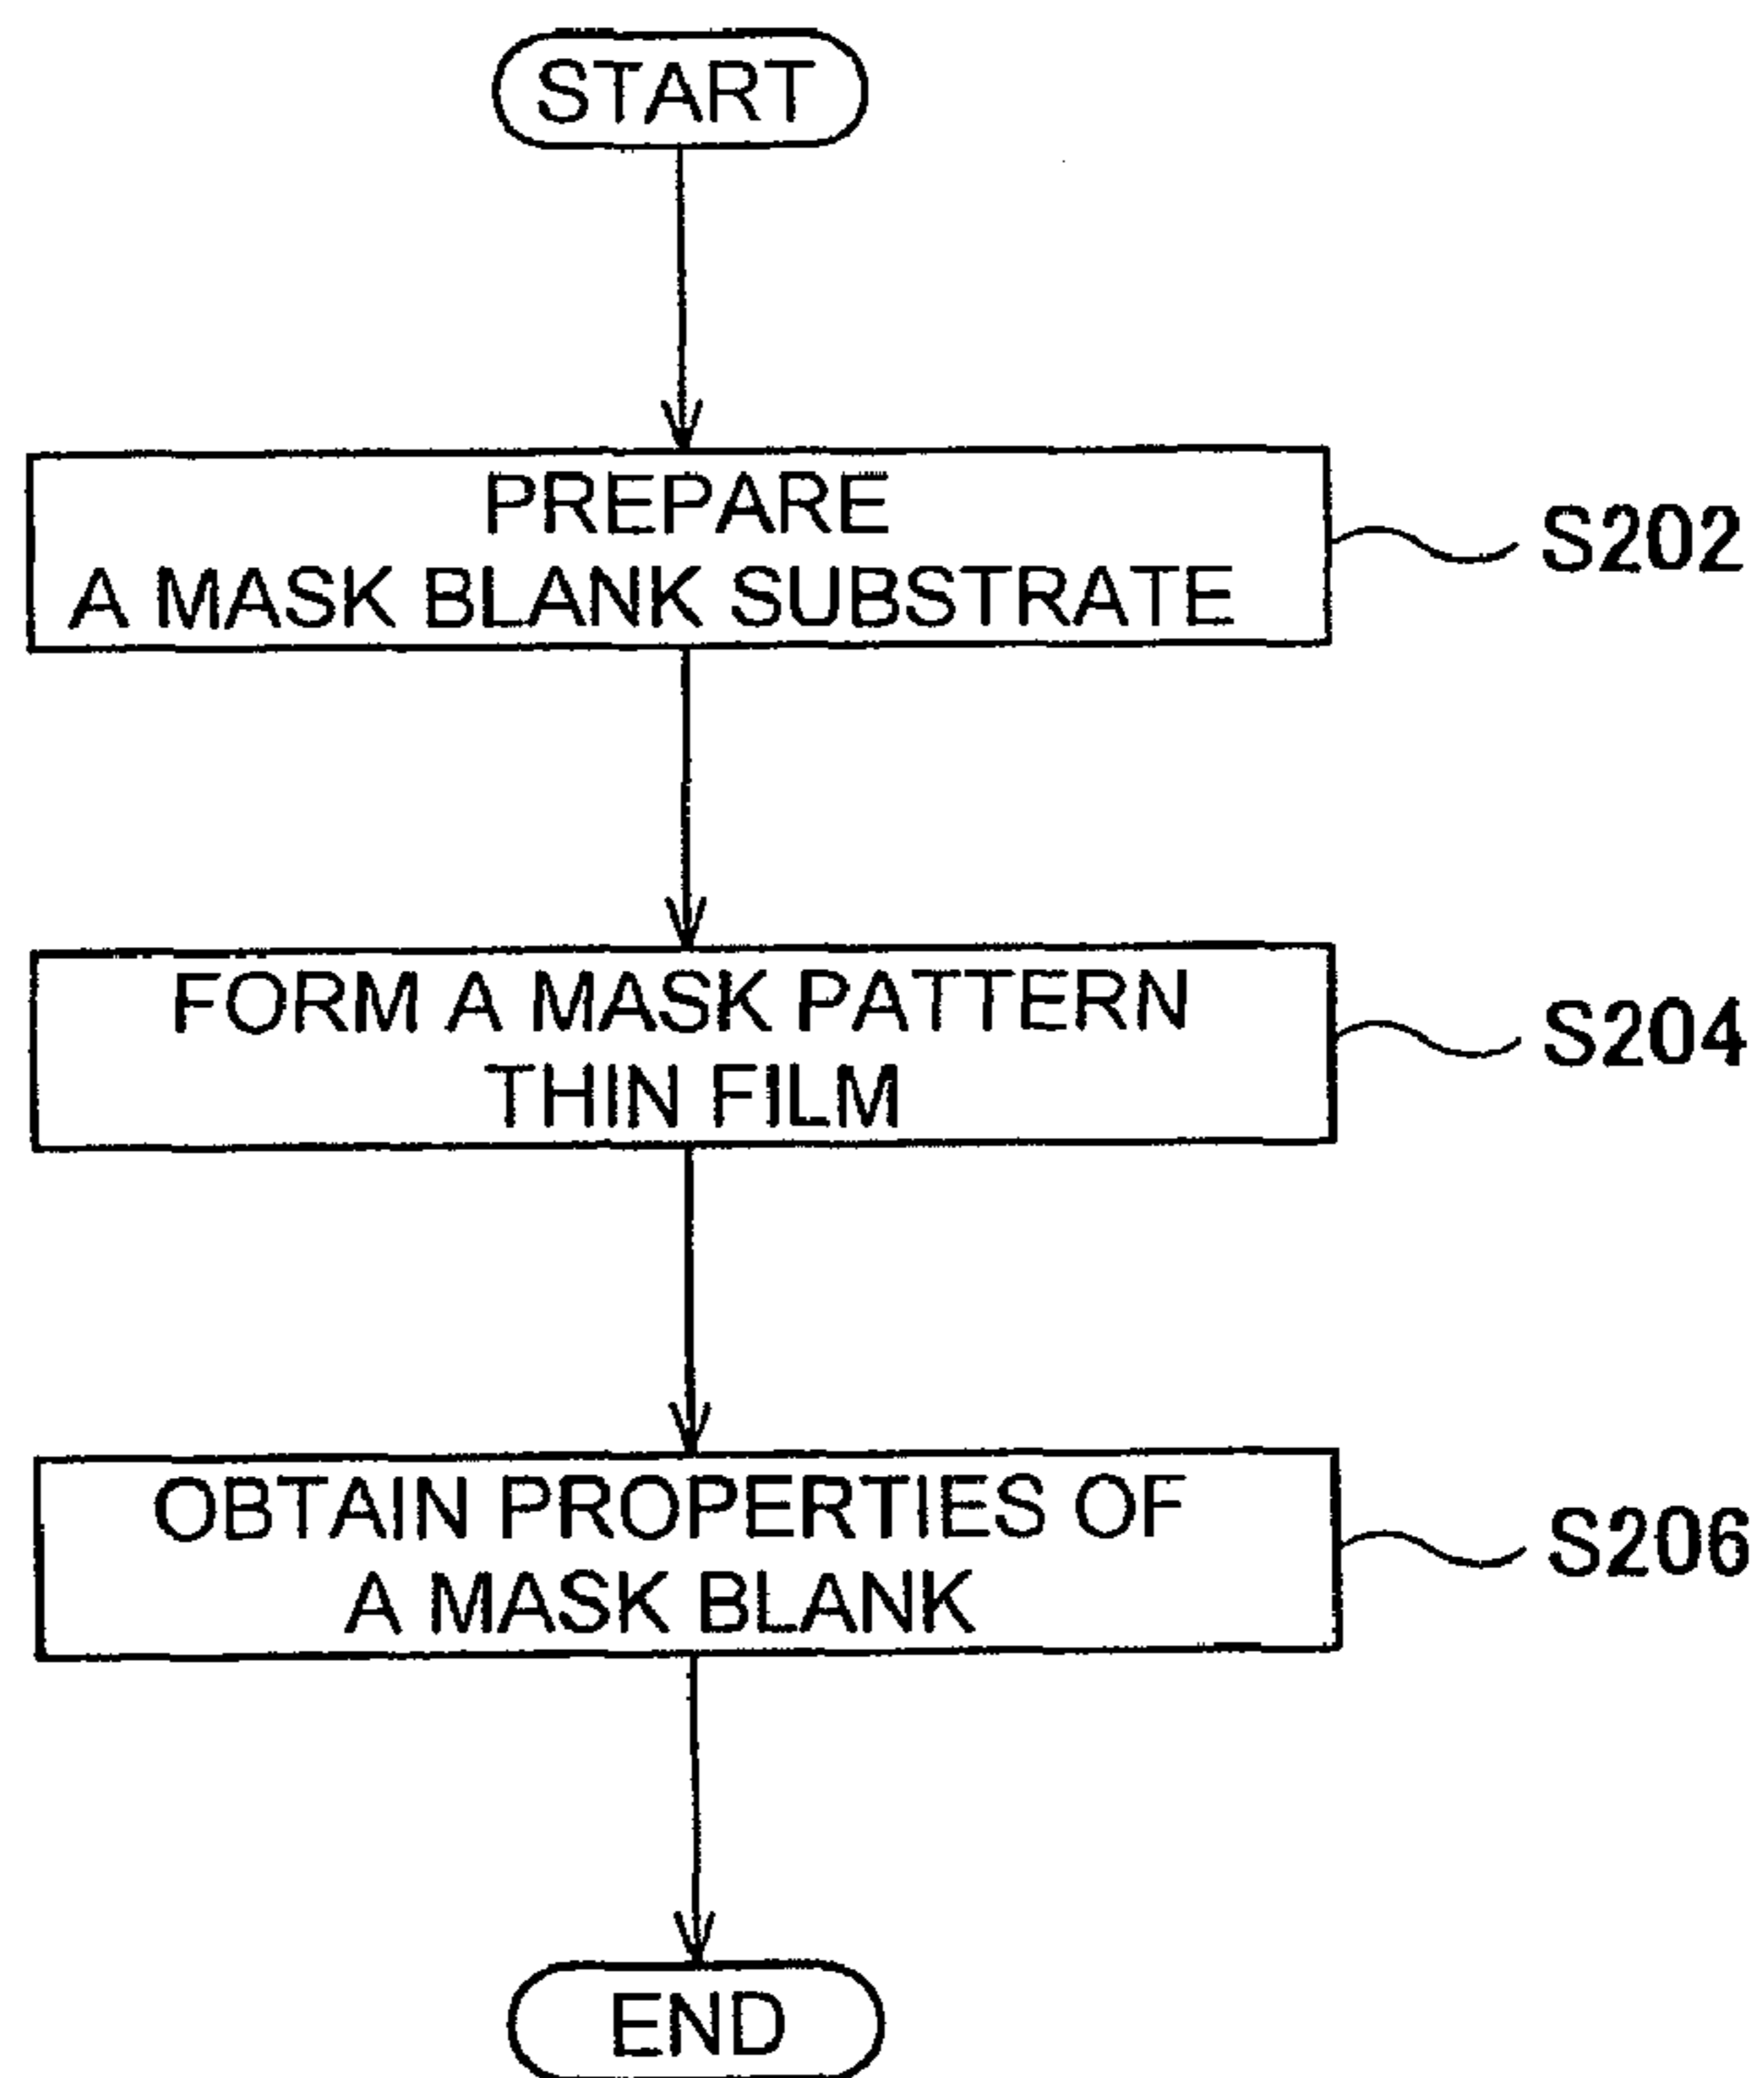 START
PREPARE
A MASK BLANK SUBSTRATE
S202
FORM A MASK PATTERN
THIN FILM
S204
OBTAIN PROPERTIES OF
A MASK BLANK
S206
END